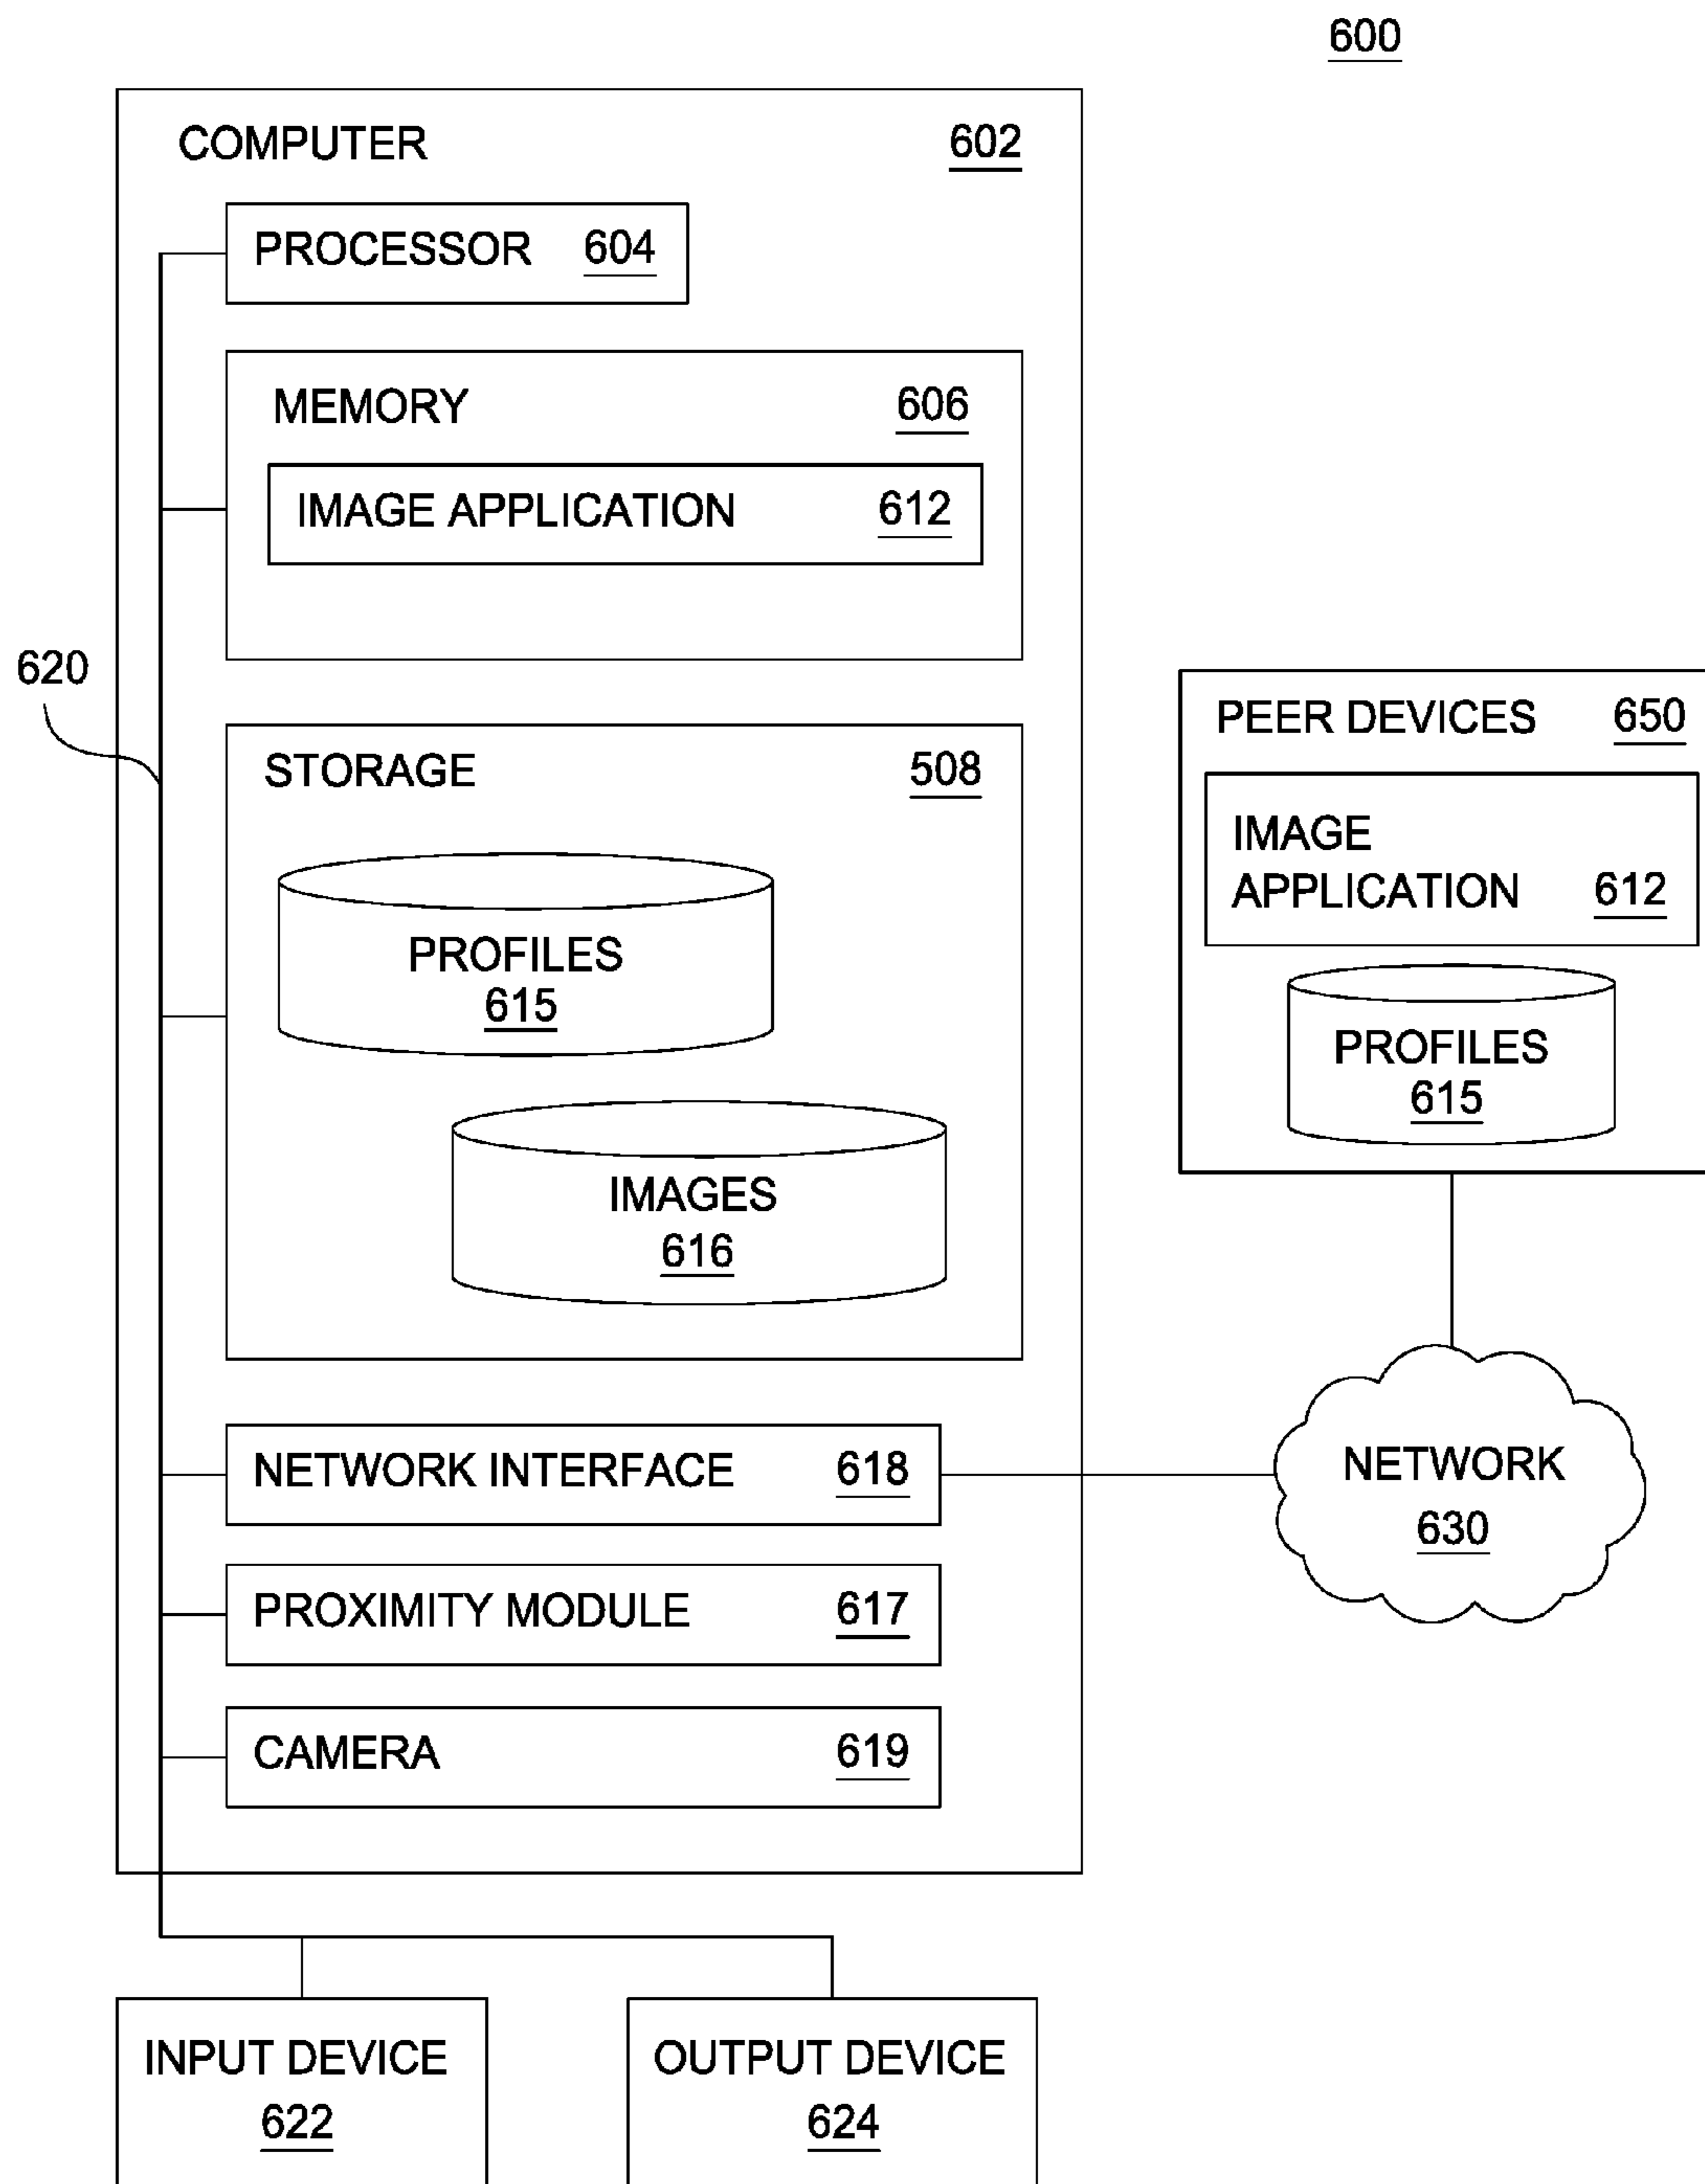 600
COMPUTER 602
PROCESSOR 604
MEMORY 606
IMAGE APPLICATION 612
620
STORAGE 508
PROFILES
615
IMAGES
616
PEER DEVICES 650
IMAGE
APPLICATION 612
PROFILES
615
NETWORK INTERFACE 618
NETWORK
630
PROXIMITY MODULE 617
CAMERA 619
INPUT DEVICE
622
OUTPUT DEVICE
624